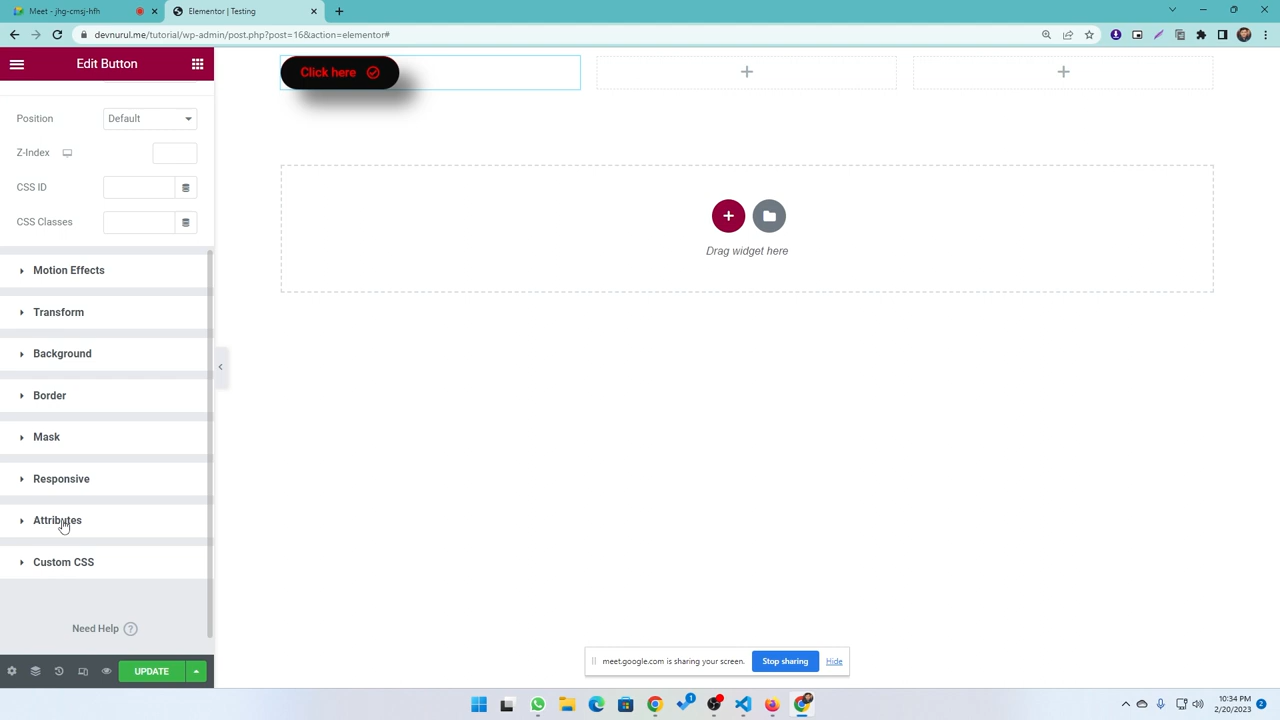 Meet - jhg-cmsj-hfh
Elementor | Testing
devnurul.me/tutorial/wp-admin/post.php?post=16&action=elementor#
Edit Button
Position
Default
Z-Index
CSS ID
CSS Classes
Motion Effects
Transform
Background
Border
Mask
Responsive
Attributes
Custom CSS
Need Help ?
UPDATE
Click here
Drag widget here
meet.google.com is sharing your screen.
Stop sharing
Hide
1
10:34 PM
2/20/2023
2